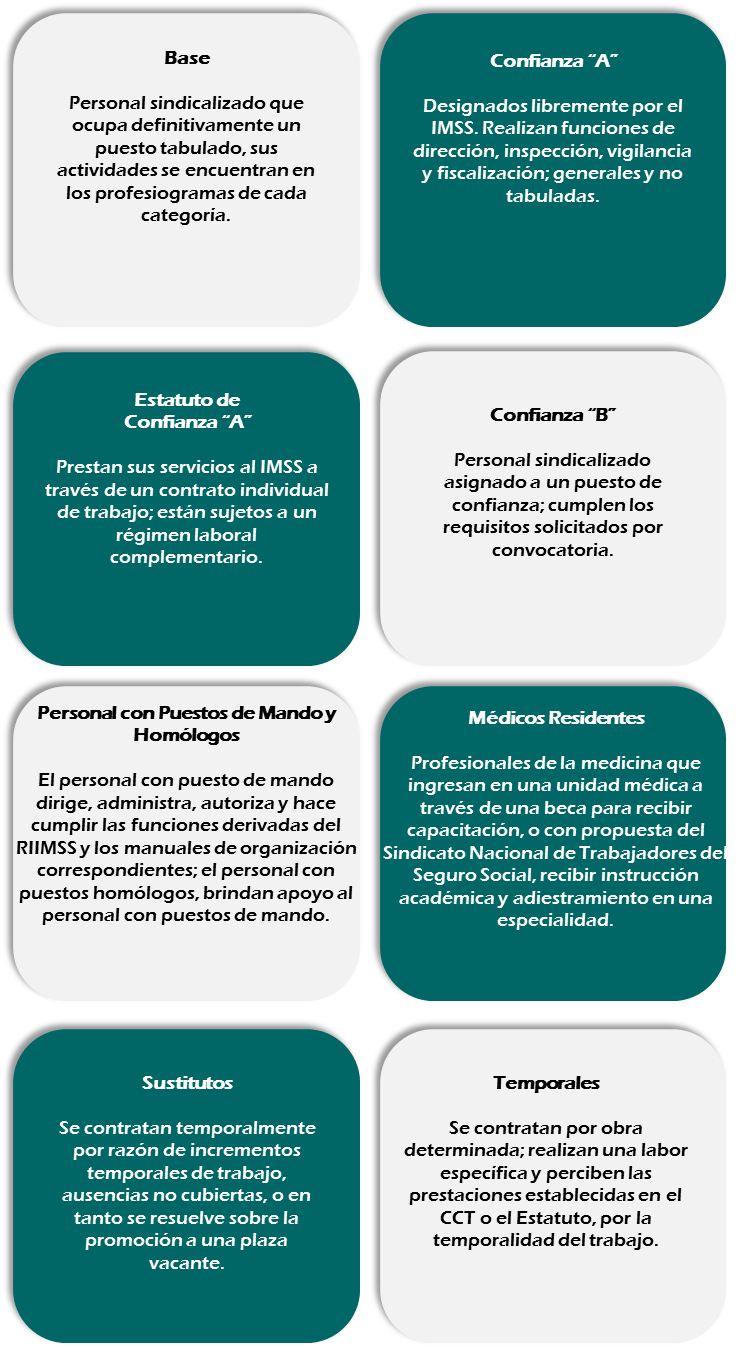 Base
Personal sindicalizado que
ocupa definitivamente un
puesto tabulado, sus
actividades se encuentran en
los profesiogramas de cada
categoría.
Confianza “A”
Designados libremente por el
IMSS. Realizan funciones de
dirección, inspección, vigilancia
y fiscalización; generales y no
tabuladas.
Estatuto de
Confianza “A”
Prestan sus servicios al IMSS a
través de un contrato individual
de trabajo; están sujetos a un
régimen laboral
complementario.
Confianza “B”
Personal sindicalizado
asignado a un puesto de
confianza; cumplen los
requisitos solicitados por
convocatoria.
Personal con Puestos de Mando y
Homólogos
El personal con puesto de mando
dirige, administra, autoriza y hace
cumplir las funciones derivadas del
RIIMSS y los manuales de organización
correspondientes; el personal con
puestos homólogos, brindan apoyo al
personal con puestos de mando.
Médicos Residentes
Profesionales de la medicina que
ingresan en una unidad médica a
través de una beca para recibir
capacitación, o con propuesta del
Sindicato Nacional de Trabajadores del
Seguro Social, recibir instrucción
académica y adiestramiento en una
especialidad.
Sustitutos
Se contratan temporalmente
por razón de incrementos
temporales de trabajo,
ausencias no cubiertas, o en
tanto se resuelve sobre la
promoción a una plaza
vacante.
Temporales
Se contratan por obra
determinada; realizan una labor
específica y perciben las
prestaciones establecidas en el
CCT o el Estatuto, por la
temporalidad del trabajo.